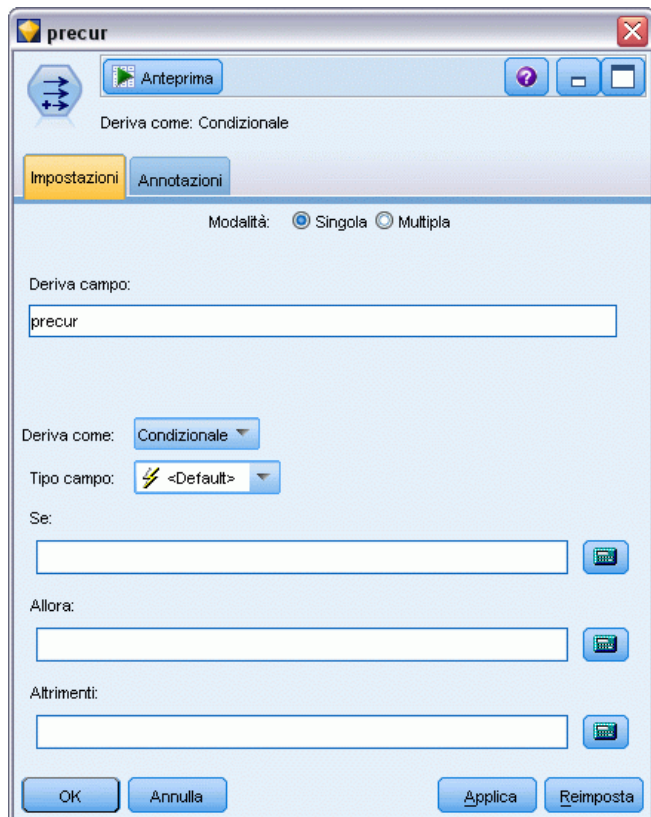 precur
Anteprima
Deriva come: Condizionale
Impostazioni Annotazioni
Modalità: Singola Multipla
Deriva campo:
precur
Deriva come: Condizionale
Tipo campo: <Default>
Se:
Allora:
Altrimenti:
OK Annulla Applica Reimposta